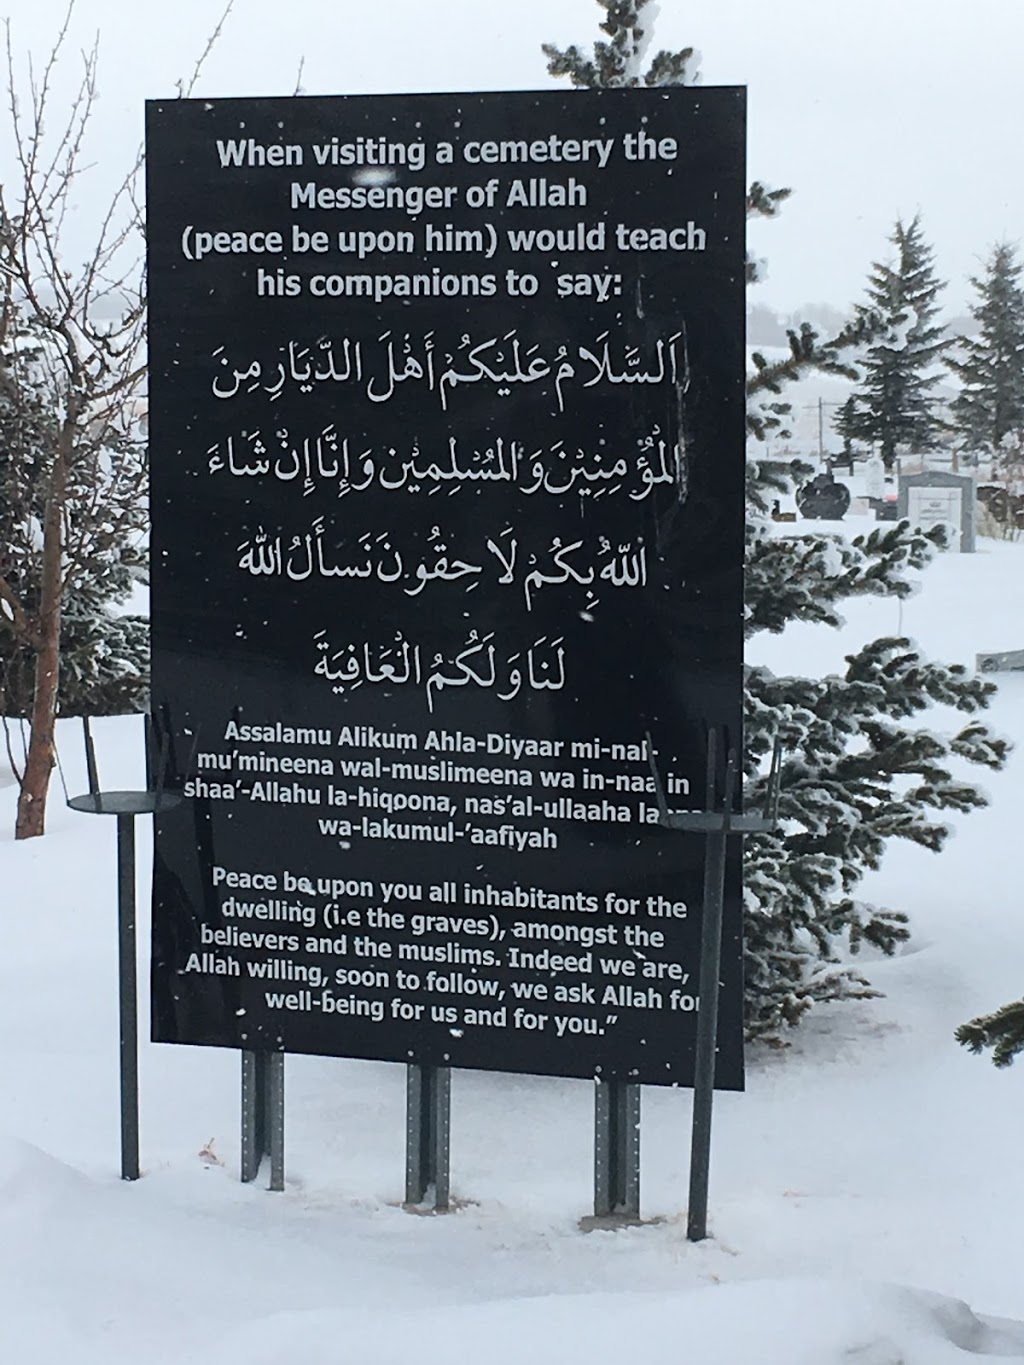 When visiting a cemetery the
Messenger of Allah
(peace be upon him) would teach
his companions to say:
اَلسَّلَامُ عَلَيْكُمْ أَهْلَ الدِّيَارِ مِنَ
الْمُؤْمِنِيْنَ وَالْمُسْلِمِيْن وَإِنَّا إِنْ شَاءَ
اللّٰهُ بِكُمْ لَا حِقُونَ نَسأَلُ اللهَ
لَنَا وَلَكُمُ الْعَافِيَةَ
Assalamu Alikum Ahla-Diyaar mi-nal-
mu'mineena wal-muslimeena wa in-naa in
shaa'-Allahu la-hiqoona, nas'al-ullaaha
wa-lakumul-'aafiyah
Peace be upon you all inhabitants for the
dwelling (i.e the graves), amongst the
believers and the muslims. Indeed we are,
Allah willing, soon to follow, we ask Allah for
well-being for us and for you."